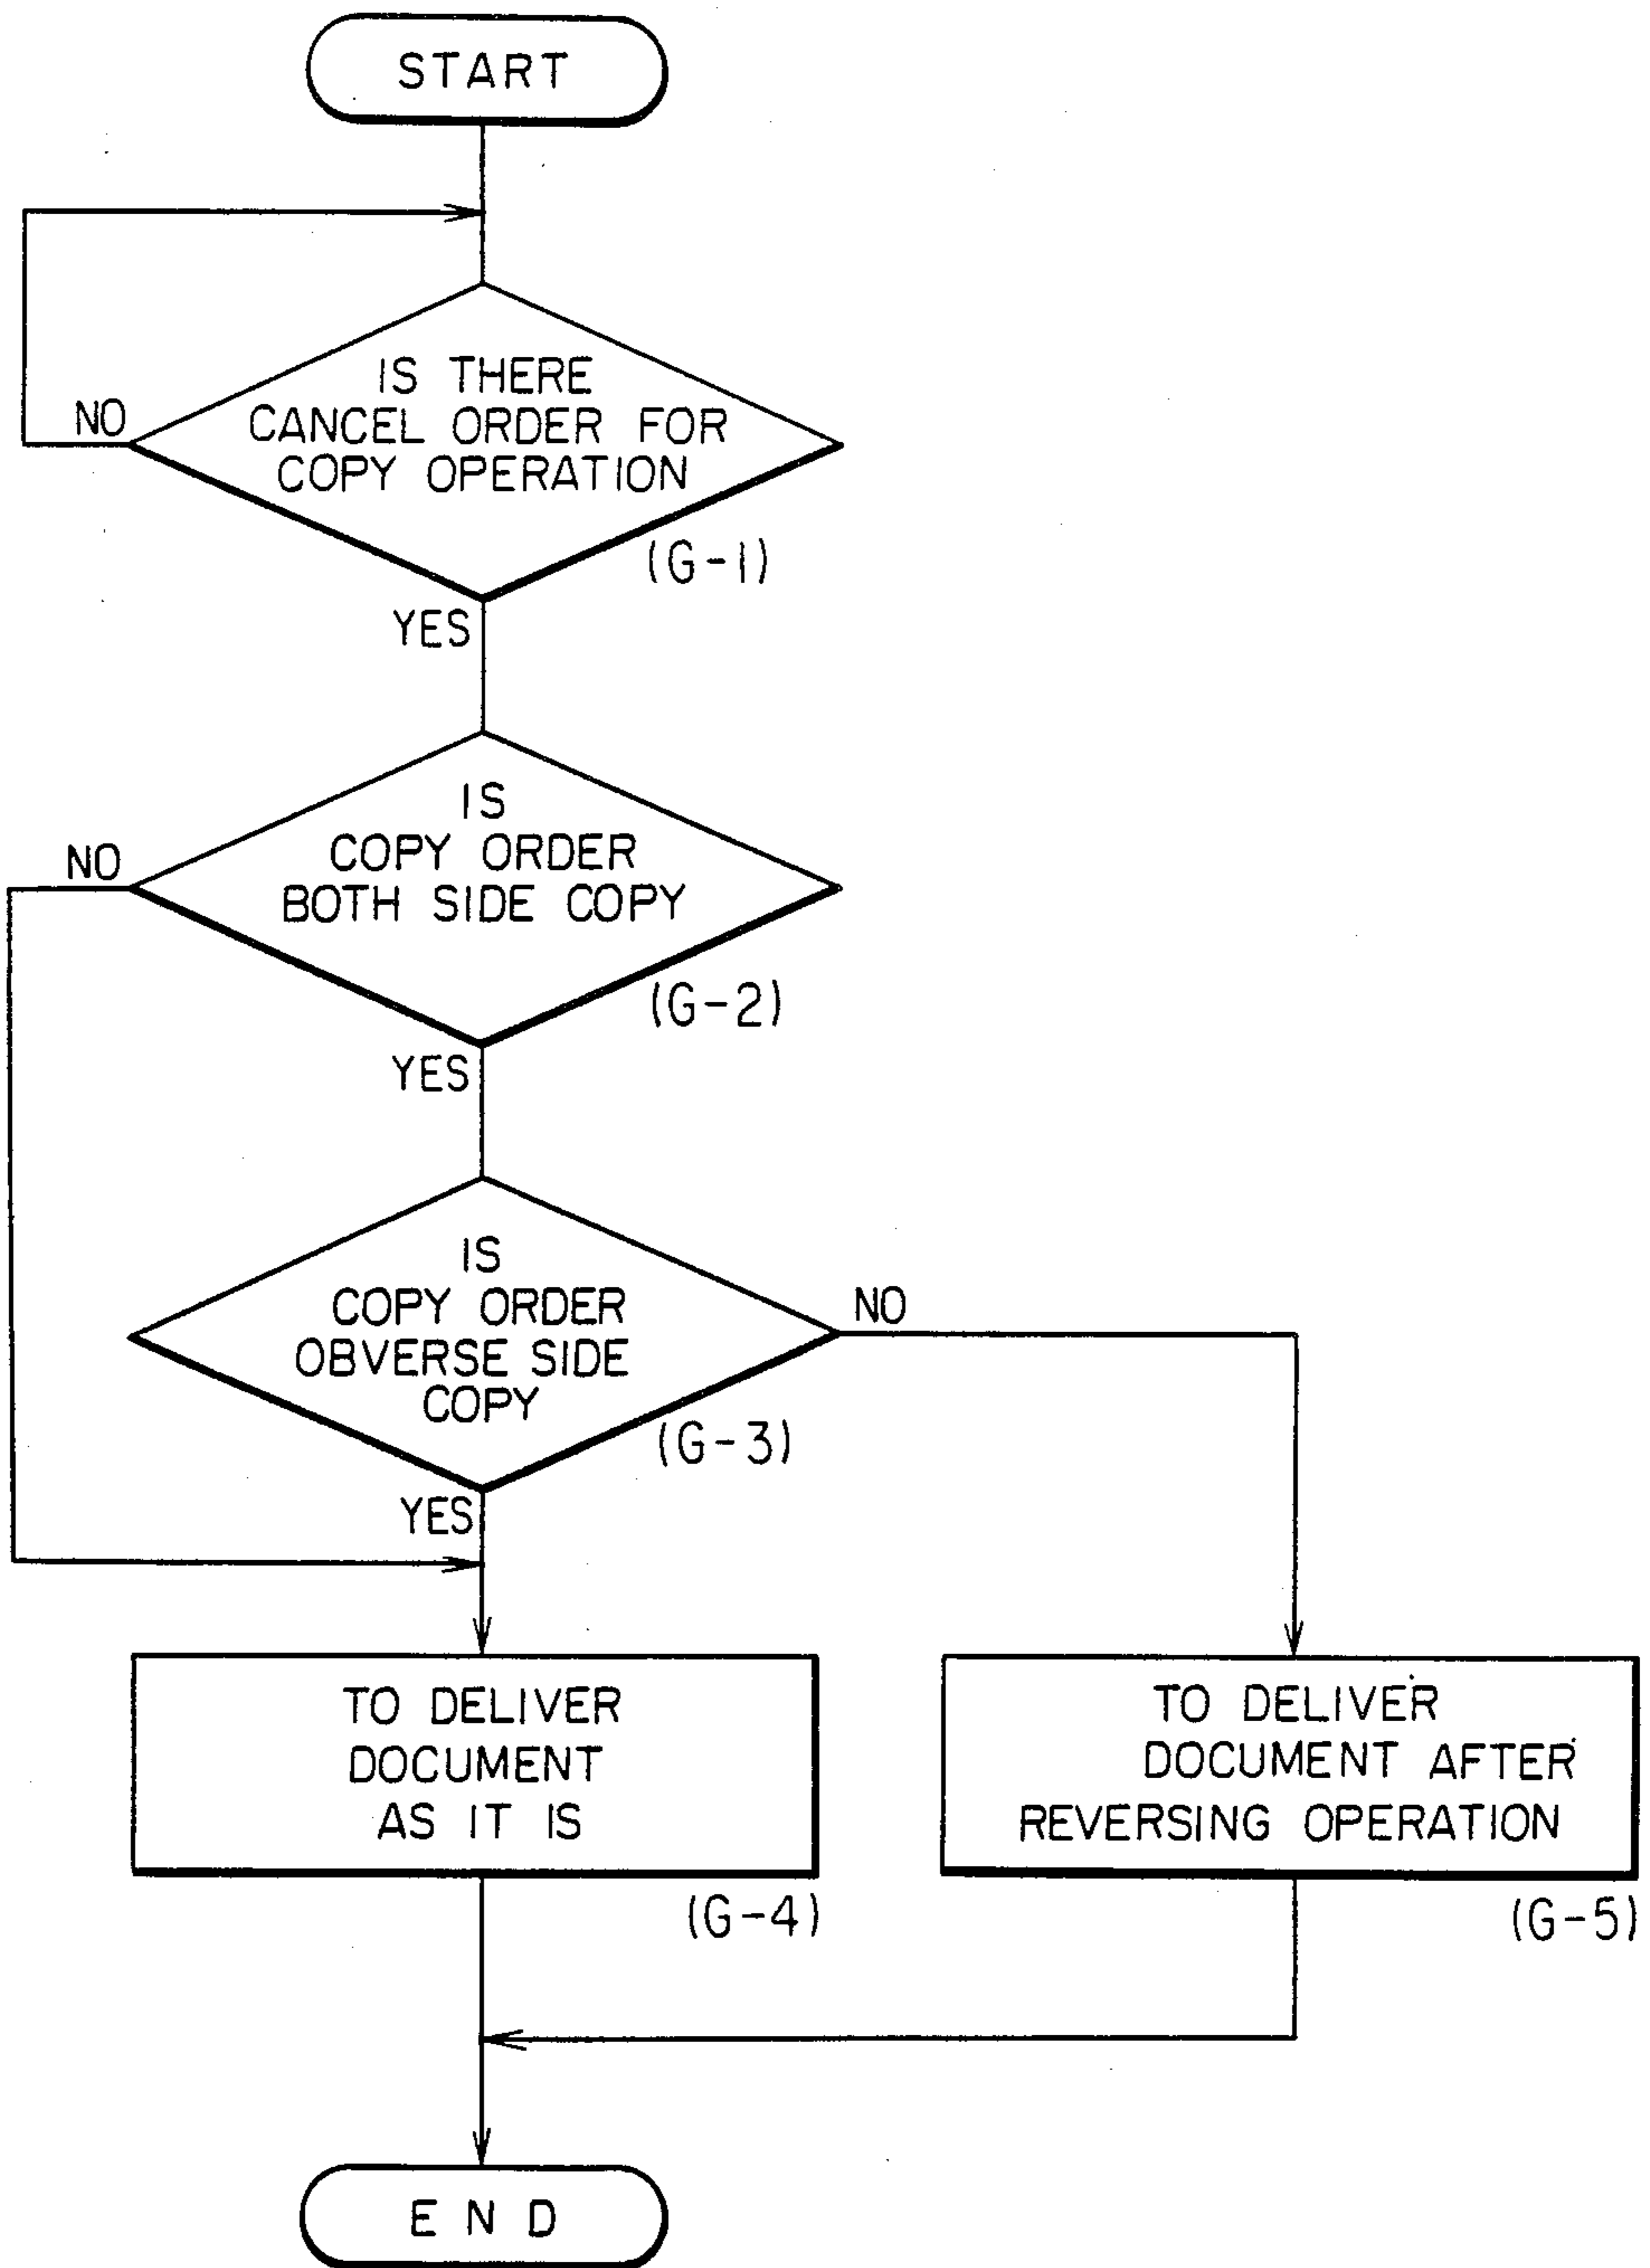 START
IS THERE
CANCEL ORDER FOR
COPY OPERATION
NO
(G-1)
YES
IS
COPY ORDER
BOTH SIDE COPY
NO
(G-2)
YES
IS
COPY ORDER
OBVERSE SIDE
COPY
NO
(G-3)
YES
TO DELIVER
DOCUMENT
AS IT IS
(G-4)
TO DELIVER
DOCUMENT AFTER
REVERSING OPERATION
(G-5)
END